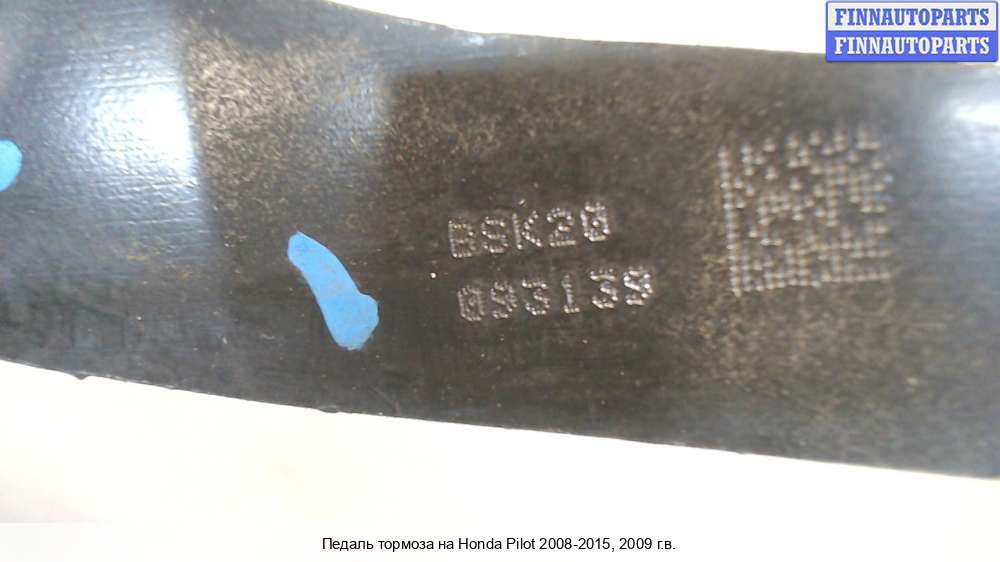 FINNAUTOPARTS
FINNAUTOPARTS
BSK20
093139
Педаль тормоза на Honda Pilot 2008-2015, 2009 г.в.